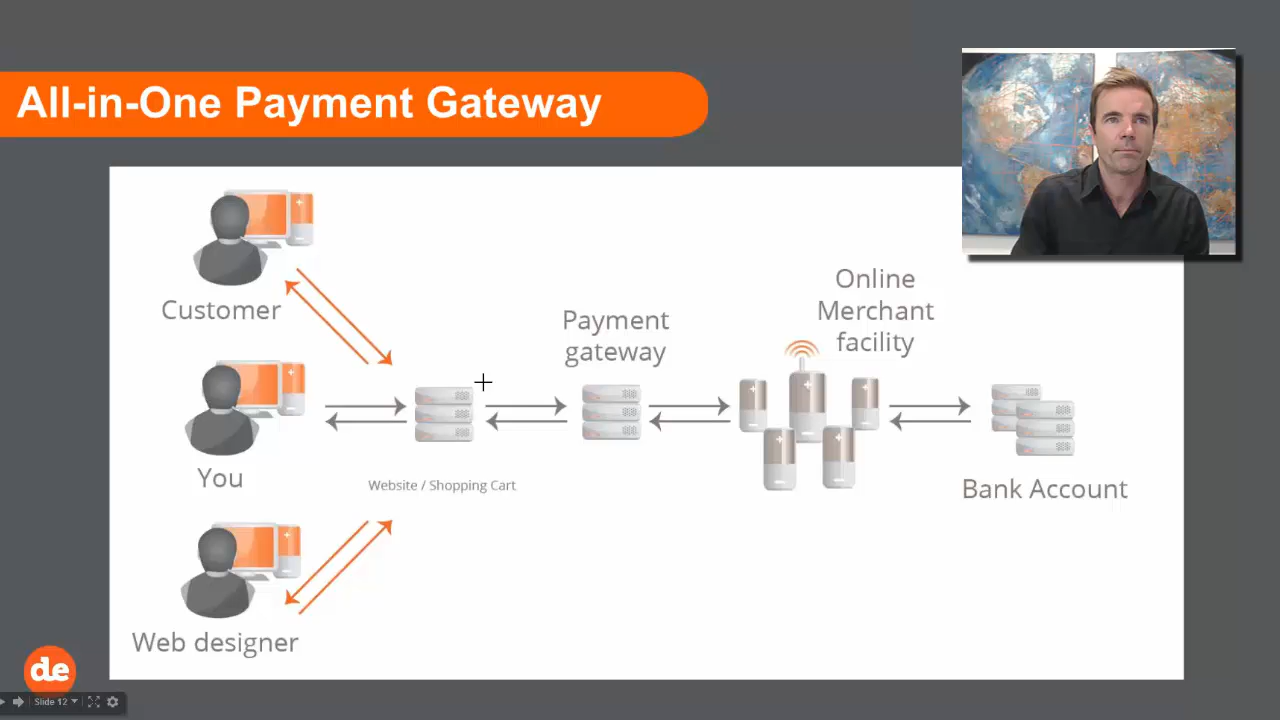 All-in-One Payment Gateway
Customer
You
Web designer
Website / Shopping Cart
Payment
gateway
Online
Merchant
facility
Bank Account
de
Slide 12